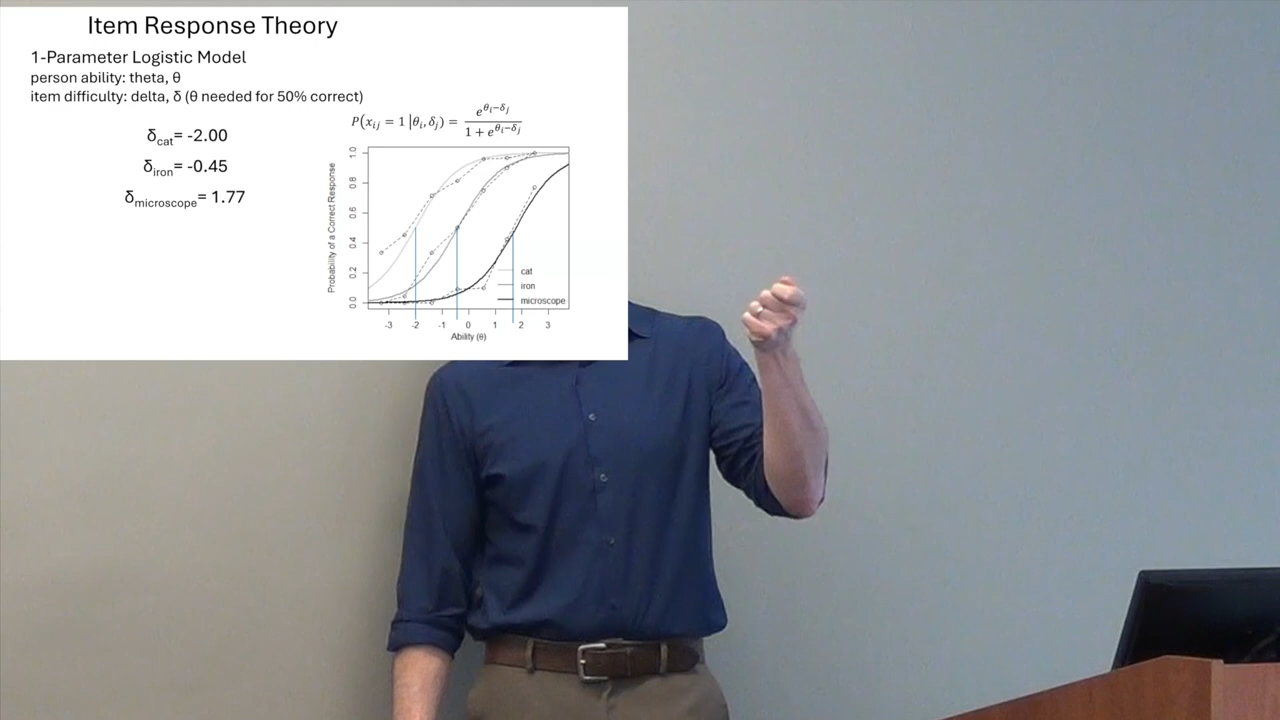 Item Response Theory
1-Parameter Logistic Model
person ability: theta, θ
item difficulty: delta, δ (θ needed for 50% correct)
P(xᵢⱼ = 1 |θᵢ, δⱼ) = e^(θᵢ−δⱼ) / 1 + e^(θᵢ−δⱼ)
δcat= -2.00
δiron= -0.45
δmicroscope= 1.77
Probability of a Correct Response
1.0
0.8
0.6
0.4
0.2
0.0
cat
iron
microscope
-3 -2 -1 0 1 2 3
Ability (θ)